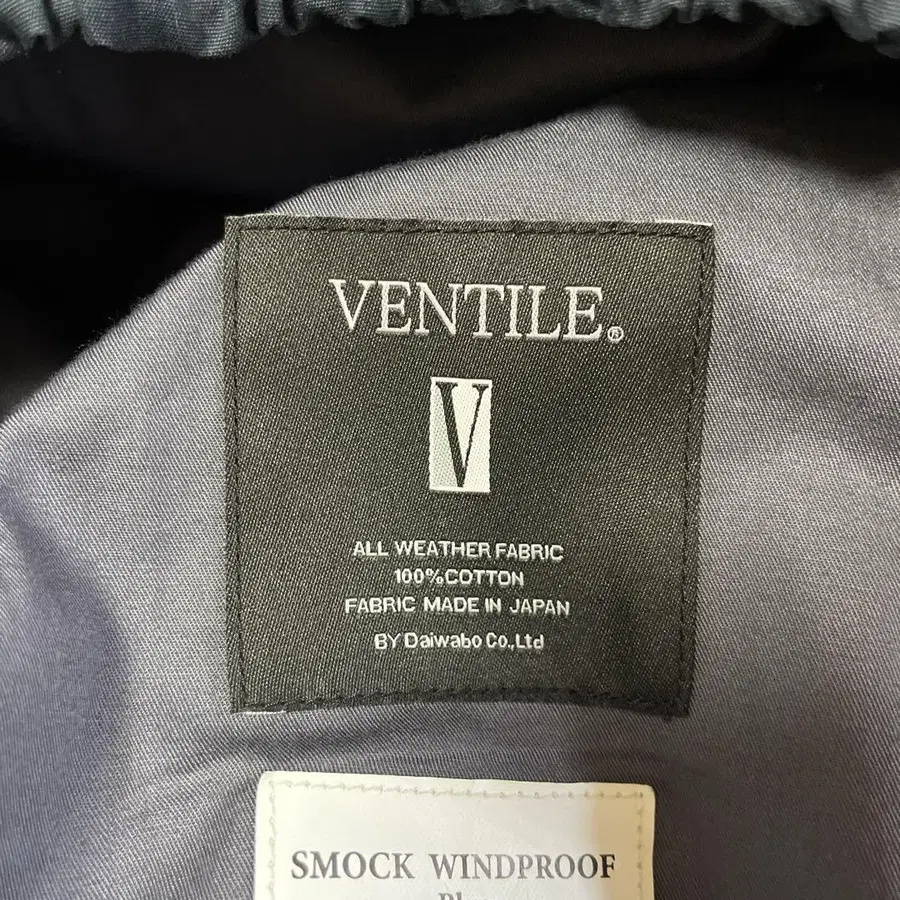 VENTILE®
V
ALL WEATHER FABRIC
100%COTTON
FABRIC MADE IN JAPAN
BY Daiwabo Co.,Ltd
SMOCK WINDPROOF